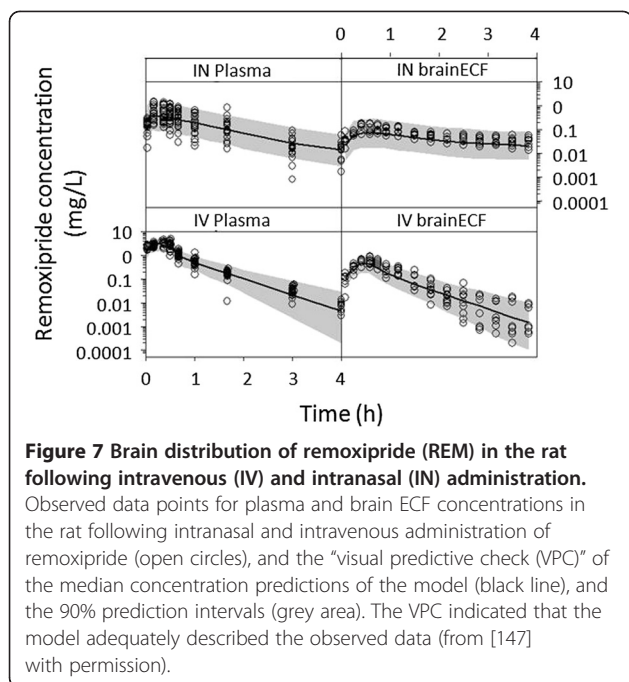 0 1 2 3 4
IN Plasma IN brainECF
10
0
0.1
0.01
0.001
0.0001
IV Plasma IV brainECF
10
0
0.1
0.01
0.001
0.0001
Remoxipride concentration
(mg/L)
0 1 2 3 4
Time (h)
Figure 7 Brain distribution of remoxipride (REM) in the rat
following intravenous (IV) and intranasal (IN) administration.
Observed data points for plasma and brain ECF concentrations in
the rat following intranasal and intravenous administration of
remoxipride (open circles), and the "visual predictive check (VPC)" of
the median concentration predictions of the model (black line), and
the 90% prediction intervals (grey area). The VPC indicated that the
model adequately described the observed data (from [147]
with permission).